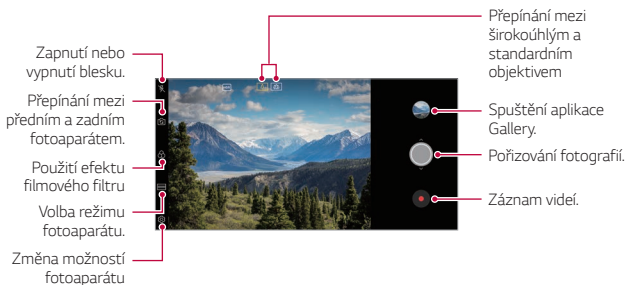 Zapnutí nebo
vypnutí blesku.
Přepínání mezi
předním a zadním
fotoaparátem.
Použití efektu
filmového filtru
Volba režimu
fotoaparátu.
Změna možností
fotoaparátu
Přepínání mezi
širokoúhlým a
standardním
objektivem
Spuštění aplikace
Gallery.
Pořizování fotografií.
Záznam videí.